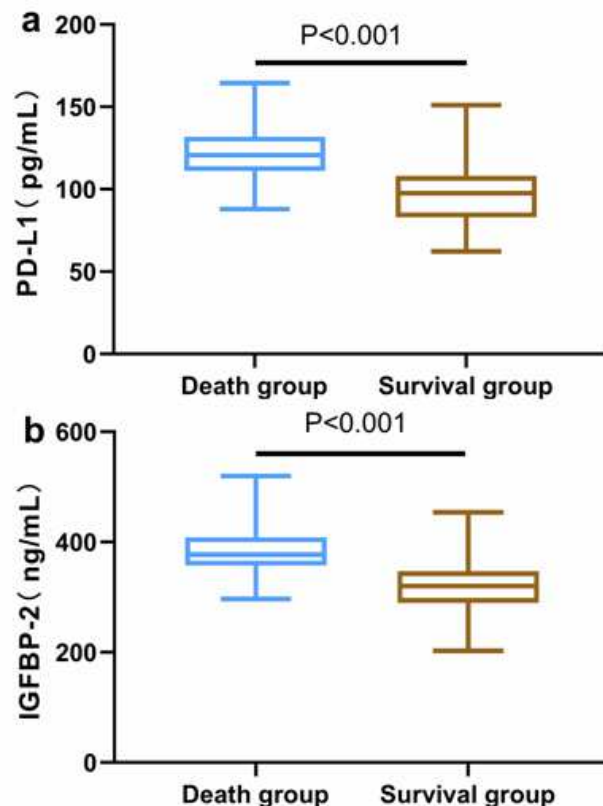 a
P<0.001
PD-L1( pg/mL)
200
150
100
50
0
Death group Survival group
b
P<0.001
IGFBP-2( ng/mL)
600
400
200
0
Death group Survival group